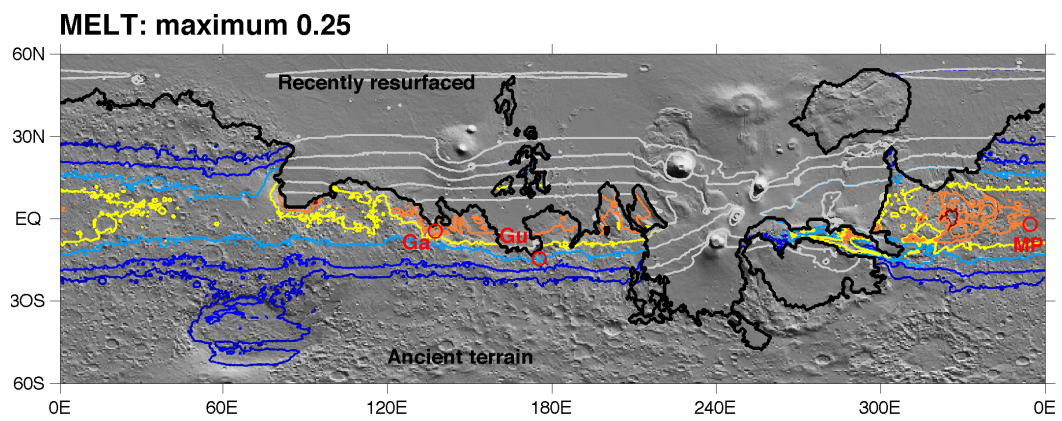 MELT: maximum 0.25
60N
Recently resurfaced
30N
EQ
Ga
Gu
MP
30S
Ancient terrain
60S
0E 60E 120E 180E 240E 300E 0E